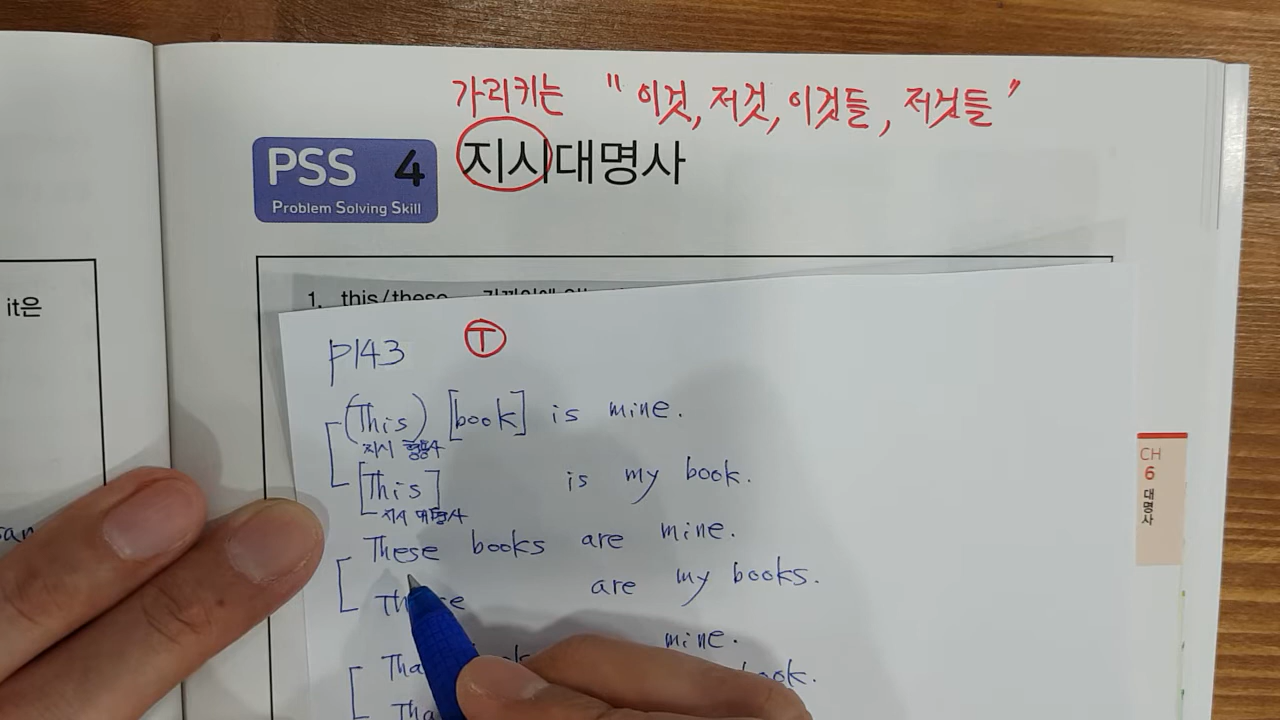 가리키는 "이것, 저것, 이것들, 저것들"
PSS 4 지시대명사
Problem Solving Skill
it은
1. this/these
P143 T
(This) [book] is mine.
지시 형용사
[This] is my book.
지시 대명사
These books are mine.
are my books.
mine.
book.
CH
6
대명사